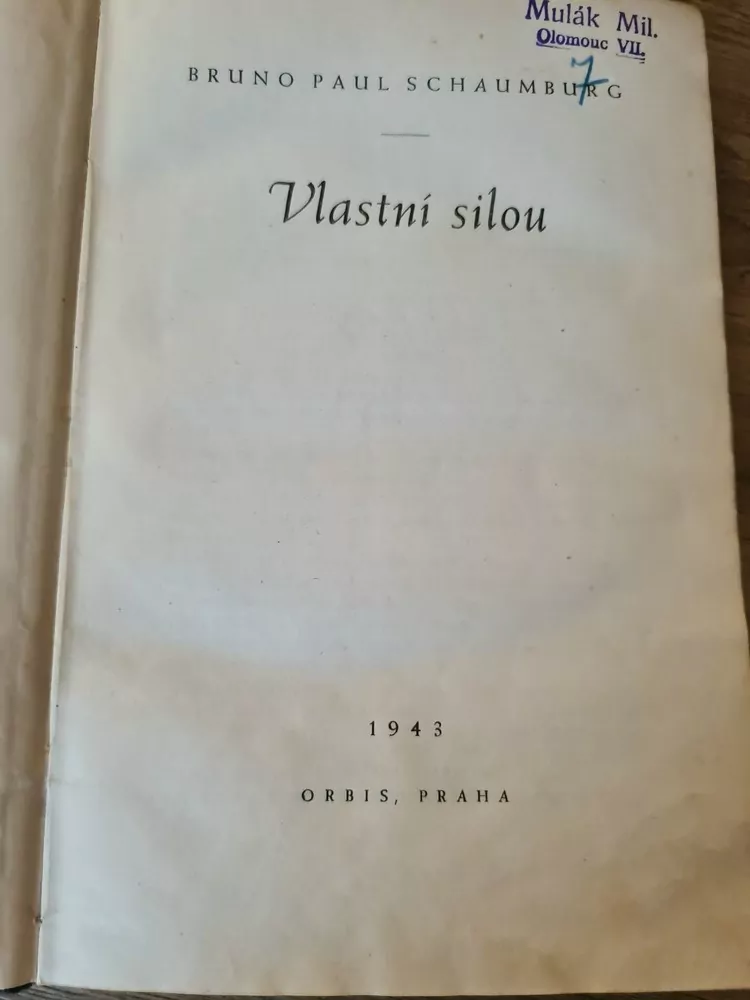 Mulák Mil.
Olomouc VII.
7
BRUNO PAUL SCHAUMBURG
Vlastní silou
1943
ORBIS, PRAHA